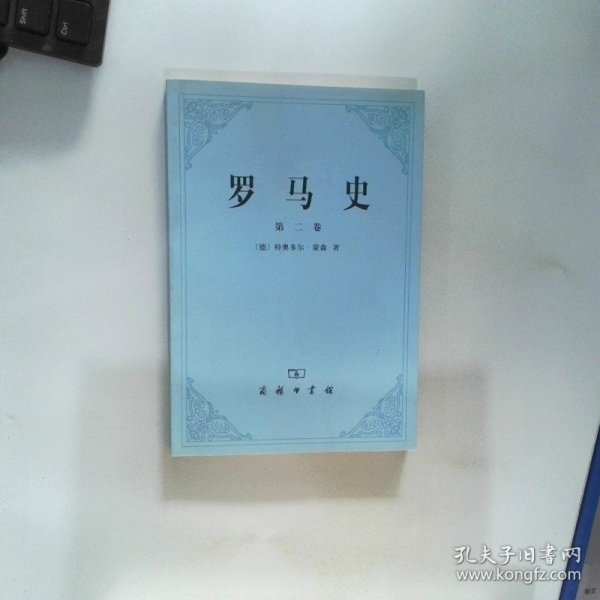 Shift
Ctrl
罗马史
第二卷
〔德〕特奥多尔·蒙森 著
商务印书馆
孔夫子旧书网
www.kongfz.com